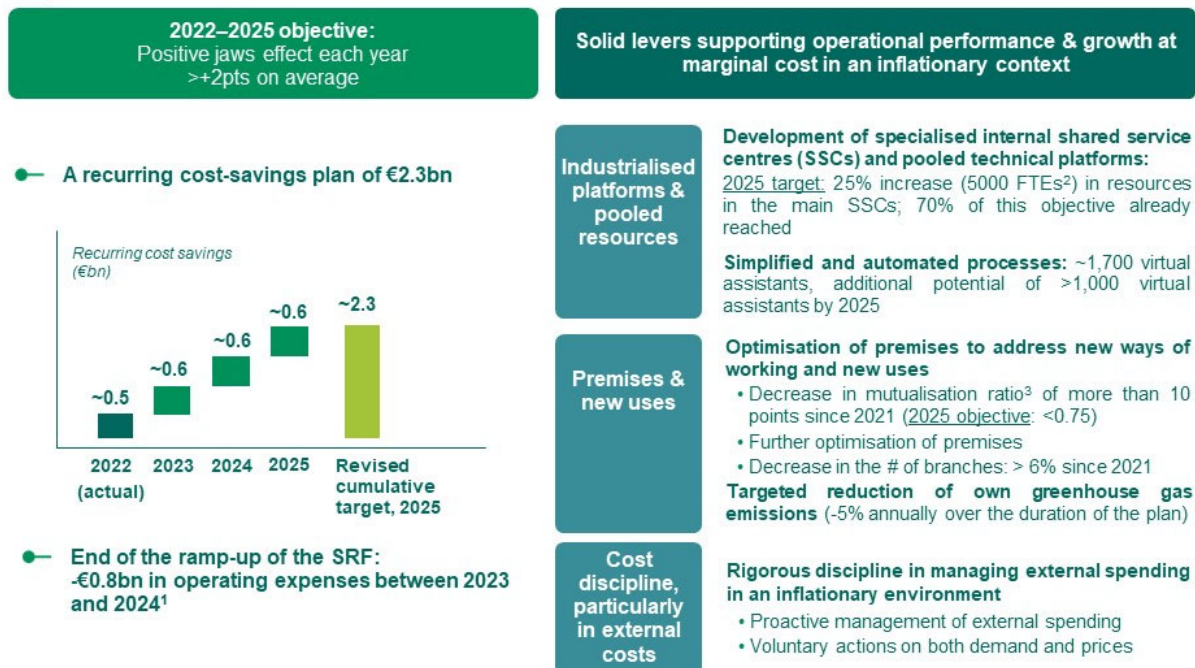 2022–2025 objective:
Positive jaws effect each year
>+2pts on average
A recurring cost-savings plan of €2.3bn
Recurring cost savings
(€bn)
~0.5
~0.6
~0.6
~0.6
~2.3
2022
(actual)
2023
2024
2025
Revised
cumulative
target, 2025
End of the ramp-up of the SRF:
-€0.8bn in operating expenses between 2023
and 2024¹
Solid levers supporting operational performance & growth at
marginal cost in an inflationary context
Industrialised
platforms &
pooled
resources
Development of specialised internal shared service
centres (SSCs) and pooled technical platforms:
2025 target: 25% increase (5000 FTEs²) in resources
in the main SSCs; 70% of this objective already
reached
Simplified and automated processes: ~1,700 virtual
assistants, additional potential of >1,000 virtual
assistants by 2025
Premises &
new uses
Optimisation of premises to address new ways of
working and new uses
• Decrease in mutualisation ratio³ of more than 10
points since 2021 (2025 objective: <0.75)
• Further optimisation of premises
• Decrease in the # of branches: > 6% since 2021
Targeted reduction of own greenhouse gas
emissions (-5% annually over the duration of the plan)
Cost
discipline,
particularly
in external
costs
Rigorous discipline in managing external spending
in an inflationary environment
• Proactive management of external spending
• Voluntary actions on both demand and prices